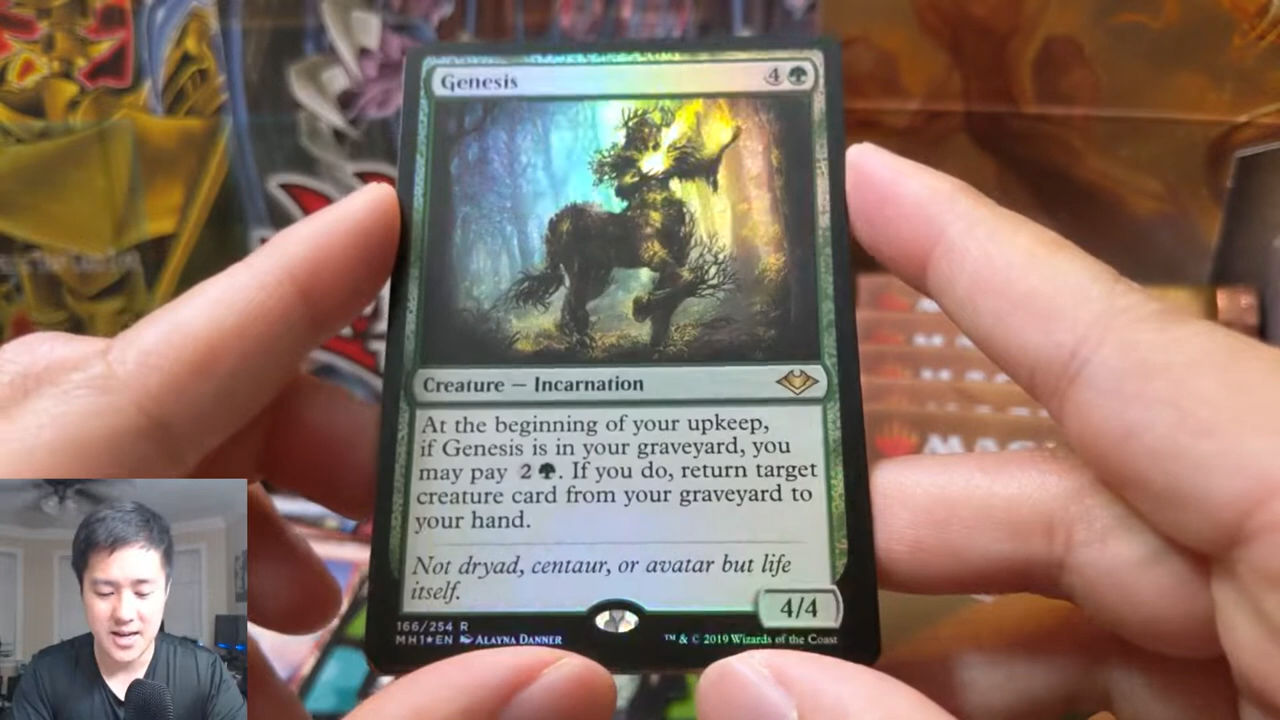 Genesis 4
Creature — Incarnation
At the beginning of your upkeep,
if Genesis is in your graveyard, you
may pay 2. If you do, return target
creature card from your graveyard to
your hand.
Not dryad, centaur, or avatar but life
itself.
4/4
166/254 R
MH1★EN ALAYNA DANNER
™ & © 2019 Wizards of the Coast